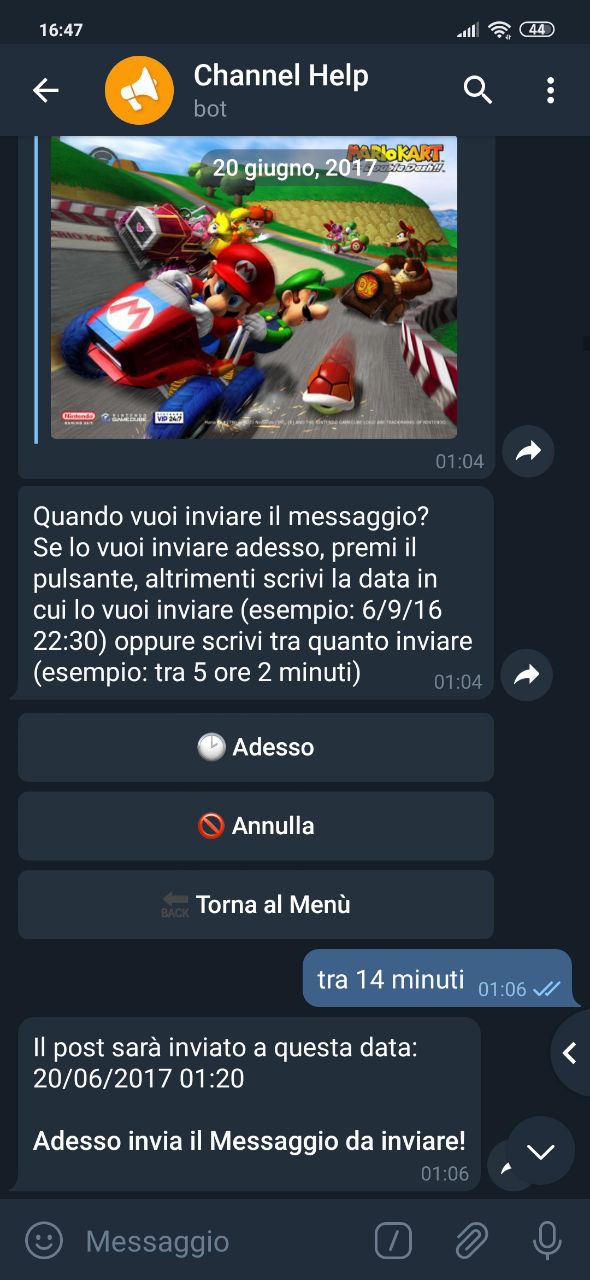 16:47
44
Channel Help
bot
MARIOKART
Double Dash!!
20 giugno, 2017
MARIO KAR
M
M
DK
Nintendo
NINTENDO
GAMECUBE
VIP 24/7
01:04
Quando vuoi inviare il messaggio?
Se lo vuoi inviare adesso, premi il
pulsante, altrimenti scrivi la data in
cui lo vuoi inviare (esempio: 6/9/16
22:30) oppure scrivi tra quanto inviare
(esempio: tra 5 ore 2 minuti)
01:04
Adesso
Annulla
BACK Torna al Menù
tra 14 minuti 01:06
Il post sarà inviato a questa data:
20/06/2017 01:20
Adesso invia il Messaggio da inviare!
01:06
Messaggio